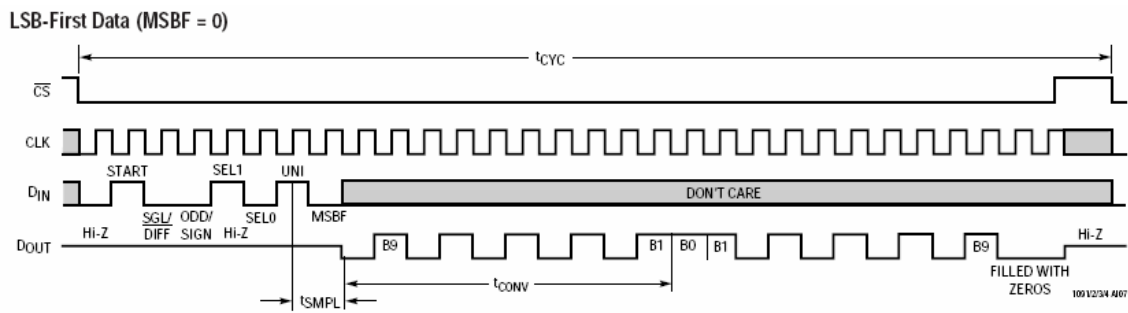 LSB-First Data (MSBF = 0)
tCYC
CS
CLK
START SEL1 UNI
DIN DON'T CARE
SGL/ ODD/ SEL0 MSBF
DIFF SIGN
Hi-Z Hi-Z Hi-Z
DOUT B9 B1 B0 B1 B9
tSMPL tCONV FILLED WITH
ZEROS
1091/2/3/4 AI07